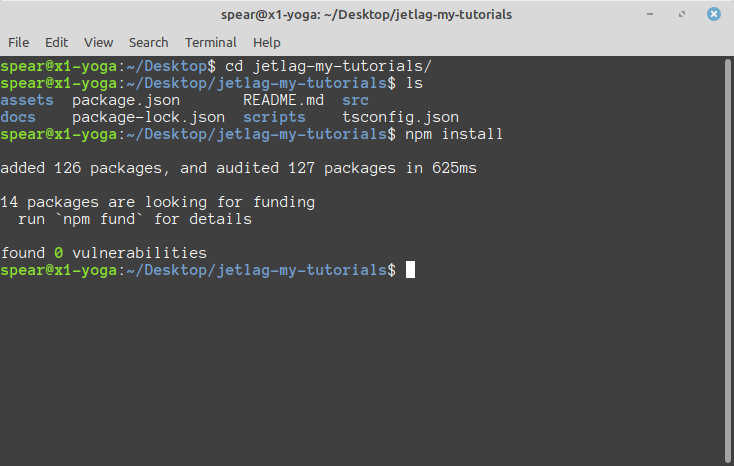 spear@x1-yoga: ~/Desktop/jetlag-my-tutorials
File Edit View Search Terminal Help
spear@x1-yoga:~/Desktop$ cd jetlag-my-tutorials/
spear@x1-yoga:~/Desktop/jetlag-my-tutorials$ ls
assets  package.json       README.md  src
docs    package-lock.json  scripts    tsconfig.json
spear@x1-yoga:~/Desktop/jetlag-my-tutorials$ npm install
added 126 packages, and audited 127 packages in 625ms
14 packages are looking for funding
  run `npm fund` for details
found 0 vulnerabilities
spear@x1-yoga:~/Desktop/jetlag-my-tutorials$